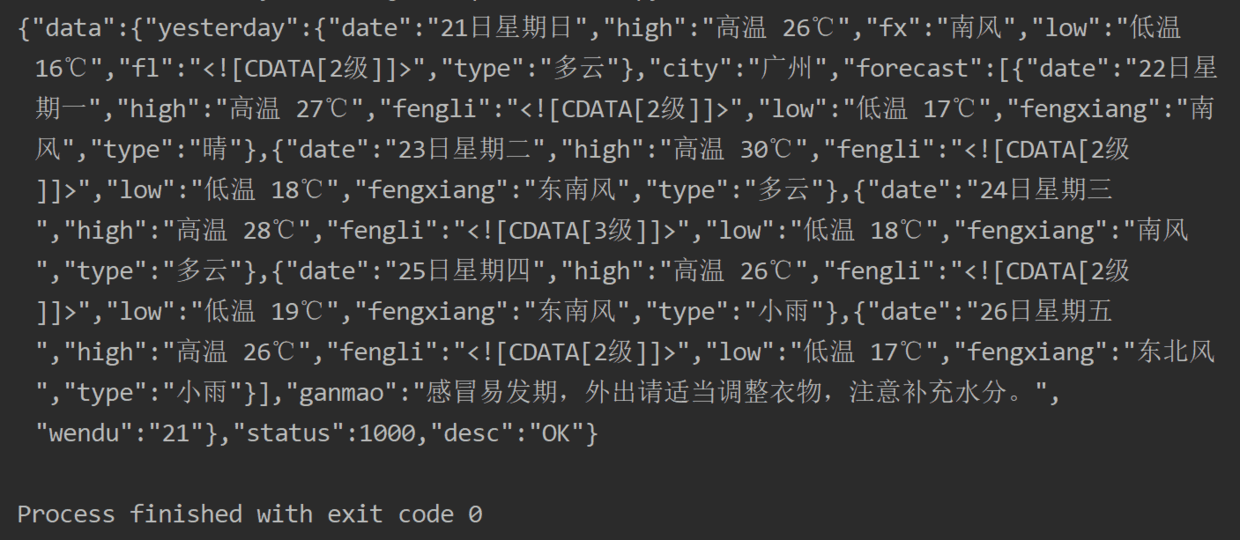 {"data":{"yesterday":{"date":"21日星期日","high":"高温 26℃","fx":"南风","low":"低温
16℃","fl":"<![CDATA[2级]]>","type":"多云"},"city":"广州","forecast":[{"date":"22日星
期一","high":"高温 27℃","fengli":"<![CDATA[2级]]>","low":"低温 17℃","fengxiang":"南
风","type":"晴"},{"date":"23日星期二","high":"高温 30℃","fengli":"<![CDATA[2级
]]>","low":"低温 18℃","fengxiang":"东南风","type":"多云"},{"date":"24日星期三
","high":"高温 28℃","fengli":"<![CDATA[3级]]>","low":"低温 18℃","fengxiang":"南风
","type":"多云"},{"date":"25日星期四","high":"高温 26℃","fengli":"<![CDATA[2级
]]>","low":"低温 19℃","fengxiang":"东南风","type":"小雨"},{"date":"26日星期五
","high":"高温 26℃","fengli":"<![CDATA[2级]]>","low":"低温 17℃","fengxiang":"东北风
","type":"小雨"}],"ganmao":"感冒易发期，外出请适当调整衣物，注意补充水分。",
"wendu":"21"},"status":1000,"desc":"OK"}
Process finished with exit code 0